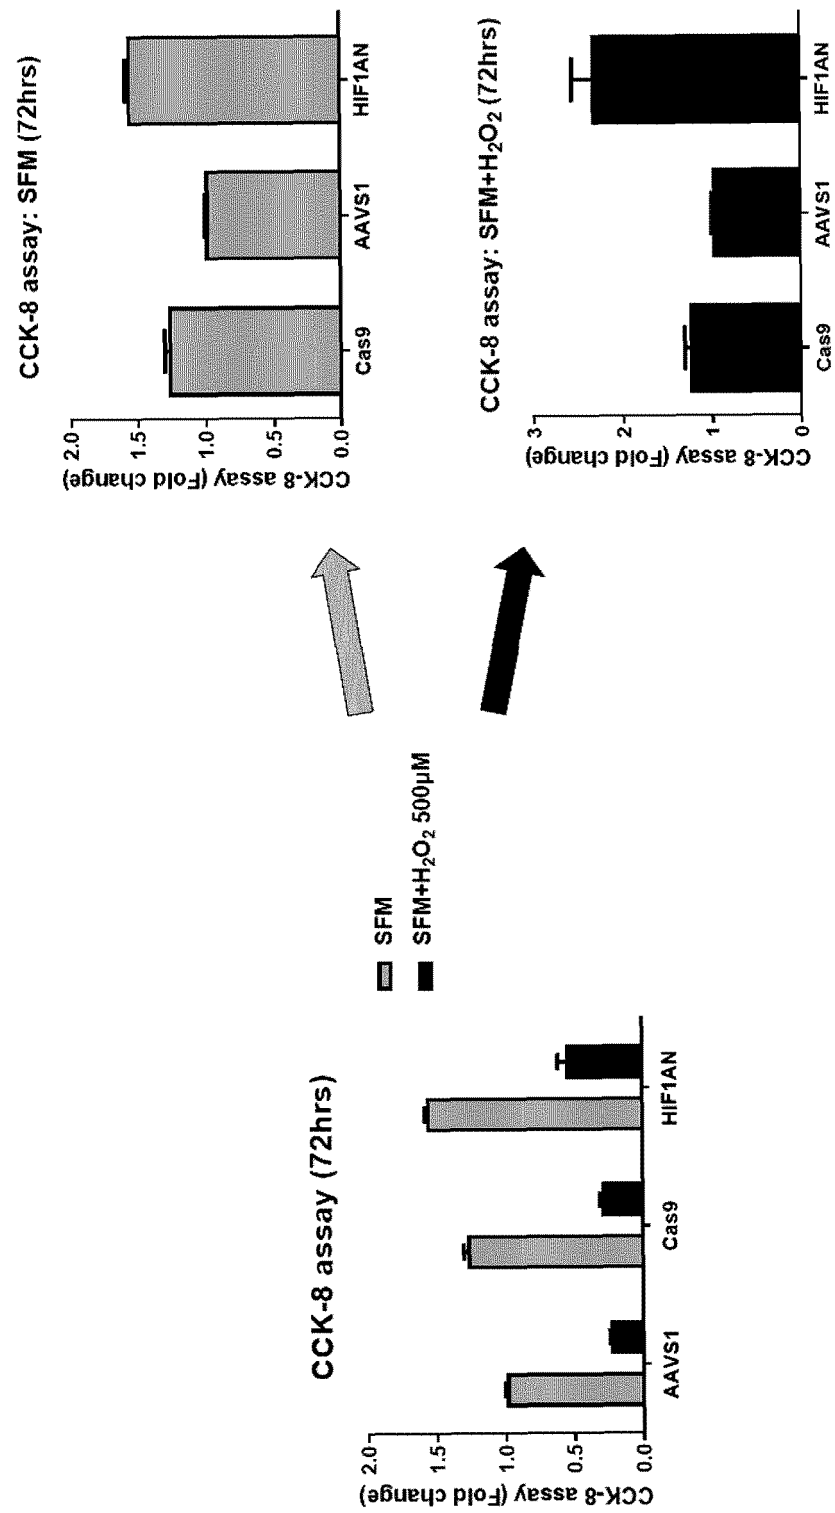 CCK-8 assay (72hrs)
CCK-8 assay (Fold change)
2.0
1.5
1.0
0.5
0.0
AAVS1
Cas9
HIF1AN
SFM
SFM+H₂O₂ 500µM
CCK-8 assay: SFM (72hrs)
CCK-8 assay (Fold change)
2.0
1.5
1.0
0.5
0.0
Cas9
AAVS1
HIF1AN
CCK-8 assay: SFM+H₂O₂ (72hrs)
CCK-8 assay (Fold change)
3
2
1
0
Cas9
AAVS1
HIF1AN